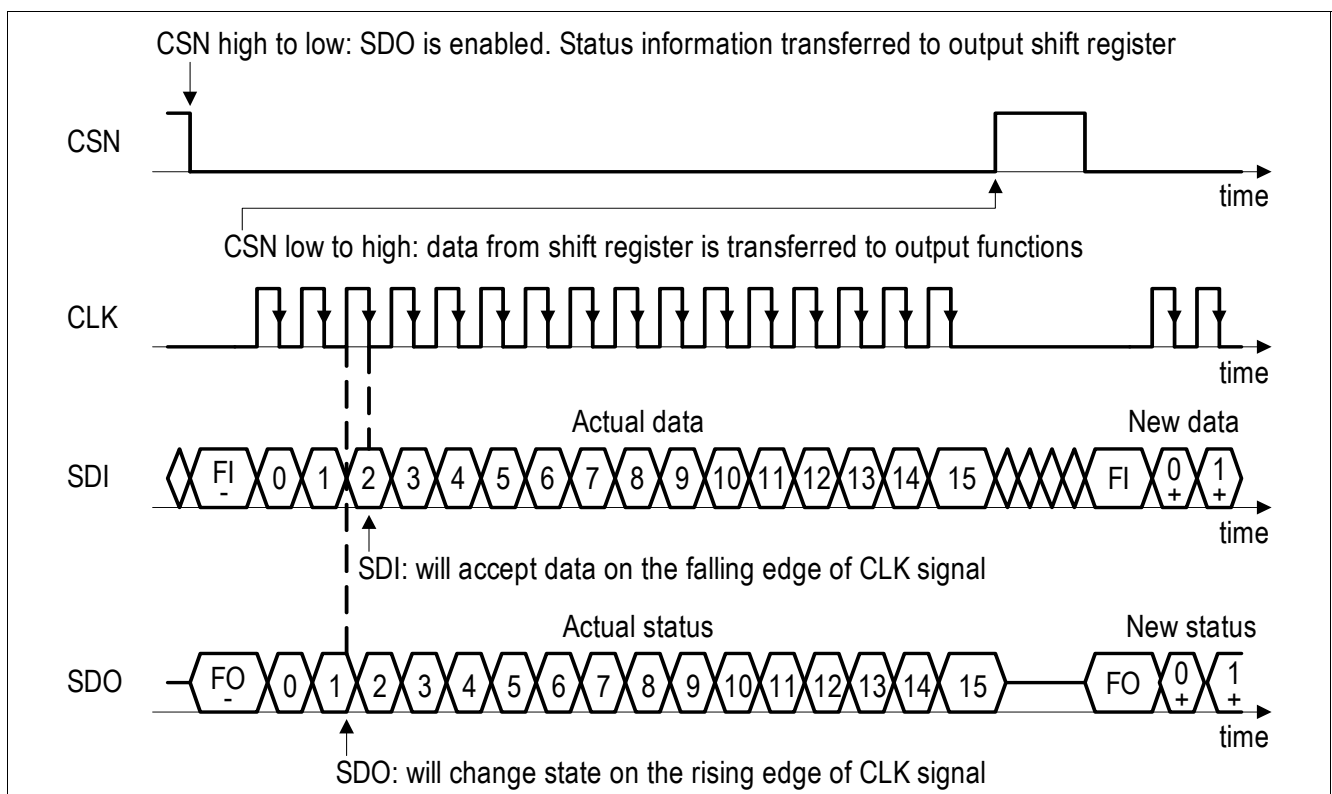 CSN high to low: SDO is enabled. Status information transferred to output shift register
CSN
time
CSN low to high: data from shift register is transferred to output functions
CLK
time
Actual data
New data
SDI
FI
-
0
1
2
3
4
5
6
7
8
9
10
11
12
13
14
15
FI
0
+
1
+
time
SDI: will accept data on the falling edge of CLK signal
Actual status
New status
SDO
FO
-
0
1
2
3
4
5
6
7
8
9
10
11
12
13
14
15
FO
0
+
1
+
time
SDO: will change state on the rising edge of CLK signal